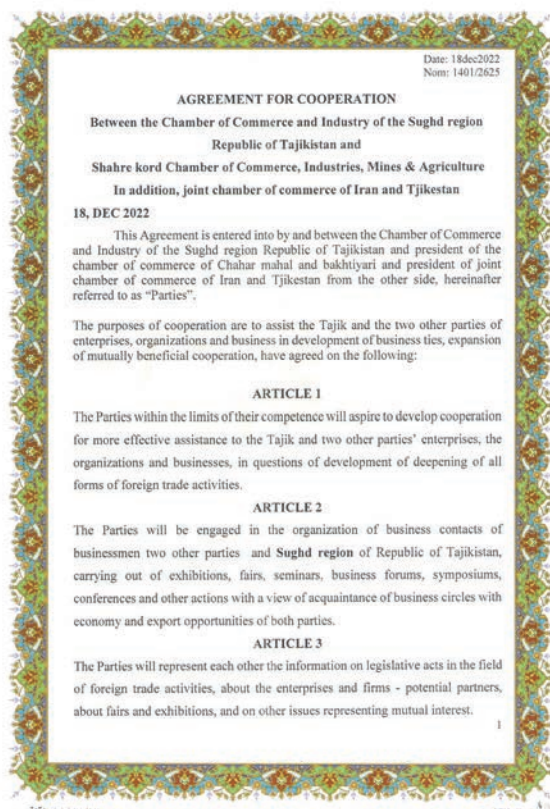 Date: 18dec2022
Nom: 1401/2625
AGREEMENT FOR COOPERATION
Between the Chamber of Commerce and Industry of the Sughd region
Republic of Tajikistan and
Shahre kord Chamber of Commerce, Industries, Mines & Agriculture
In addition, joint chamber of commerce of Iran and Tjikestan
18, DEC 2022
This Agreement is entered into by and between the Chamber of Commerce
and Industry of the Sughd region Republic of Tajikistan and president of the
chamber of commerce of Chahar mahal and bakhtiyari and president of joint
chamber of commerce of Iran and Tjikestan from the other side, hereinafter
referred to as “Parties”.
The purposes of cooperation are to assist the Tajik and the two other parties of
enterprises, organizations and business in development of business ties, expansion
of mutually beneficial cooperation, have agreed on the following:
ARTICLE 1
The Parties within the limits of their competence will aspire to develop cooperation
for more effective assistance to the Tajik and two other parties’ enterprises, the
organizations and businesses, in questions of development of deepening of all
forms of foreign trade activities.
ARTICLE 2
The Parties will be engaged in the organization of business contacts of
businessmen two other parties and Sughd region of Republic of Tajikistan,
carrying out of exhibitions, fairs, seminars, business forums, symposiums,
conferences and other actions with a view of acquaintance of business circles with
economy and export opportunities of both parties.
ARTICLE 3
The Parties will represent each other the information on legislative acts in the field
of foreign trade activities, about the enterprises and firms - potential partners,
about fairs and exhibitions, and on other issues representing mutual interest.
1